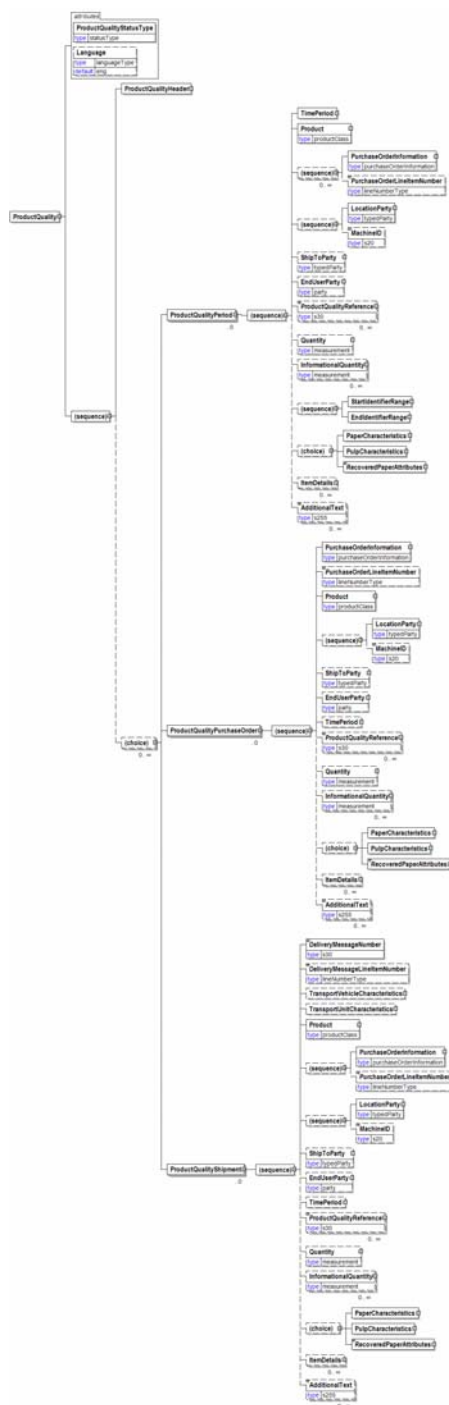 attributes
ProductQualityStatusType
type statusType
Language
type languageType
default eng
ProductQualityHeader
ProductQuality
(sequence)
(choice)
0.. ∞
ProductQualityPeriod
(sequence)
TimePeriod
Product
type productClass
(sequence)
0.. ∞
PurchaseOrderInformation
type purchaseOrderInformation
PurchaseOrderLineItemNumber
type lineNumberType
(sequence)
LocationParty
type typedParty
MachineID
type s20
ShipToParty
type typedParty
EndUserParty
type party
ProductQualityReference
type s30
0.. ∞
Quantity
type measurement
InformationalQuantity
type measurement
0.. ∞
(sequence)
StartIdentifierRange
EndIdentifierRange
(choice)
PaperCharacteristics
PulpCharacteristics
RecoveredPaperAttributes
ItemDetails
0.. ∞
AdditionalText
type s255
0.. ∞
ProductQualityPurchaseOrder
(sequence)
PurchaseOrderInformation
type purchaseOrderInformation
PurchaseOrderLineItemNumber
type lineNumberType
Product
type productClass
(sequence)
LocationParty
type typedParty
MachineID
type s20
ShipToParty
type typedParty
EndUserParty
type party
TimePeriod
ProductQualityReference
type s30
0.. ∞
Quantity
type measurement
InformationalQuantity
type measurement
0.. ∞
(choice)
PaperCharacteristics
PulpCharacteristics
RecoveredPaperAttributes
ItemDetails
0.. ∞
AdditionalText
type s255
0.. ∞
ProductQualityShipment
(sequence)
DeliveryMessageNumber
type s30
DeliveryMessageLineItemNumber
type lineNumberType
TransportVehicleCharacteristics
TransportUnitCharacteristics
Product
type productClass
(sequence)
PurchaseOrderInformation
type purchaseOrderInformation
PurchaseOrderLineItemNumber
type lineNumberType
(sequence)
LocationParty
type typedParty
MachineID
type s20
ShipToParty
type typedParty
EndUserParty
type party
TimePeriod
ProductQualityReference
type s30
0.. ∞
Quantity
type measurement
InformationalQuantity
type measurement
0.. ∞
(choice)
PaperCharacteristics
PulpCharacteristics
RecoveredPaperAttributes
ItemDetails
0.. ∞
AdditionalText
type s255
0.. ∞